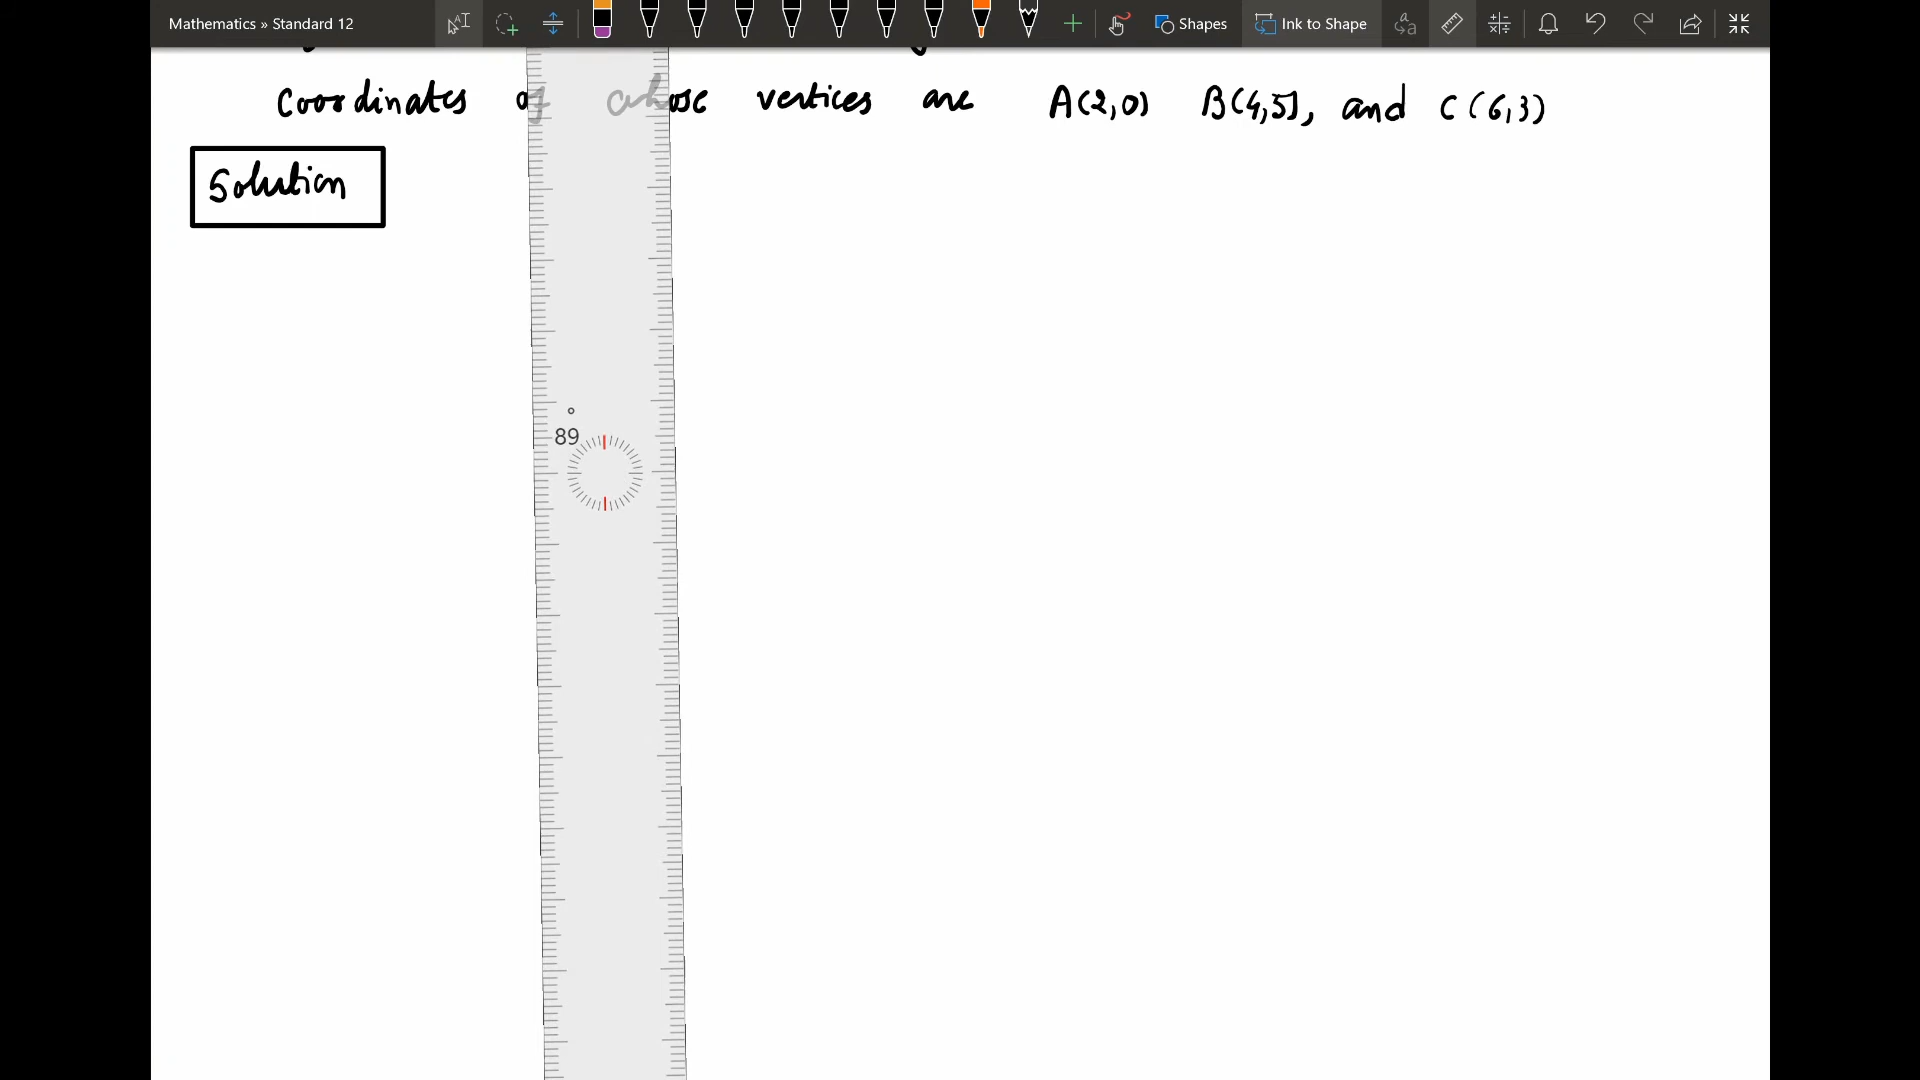 Mathematics » Standard 12 Shapes Ink to Shape
Coordinates of whose vertices are A(2,0) B(4,5), and C(6,3)
Solution
89°